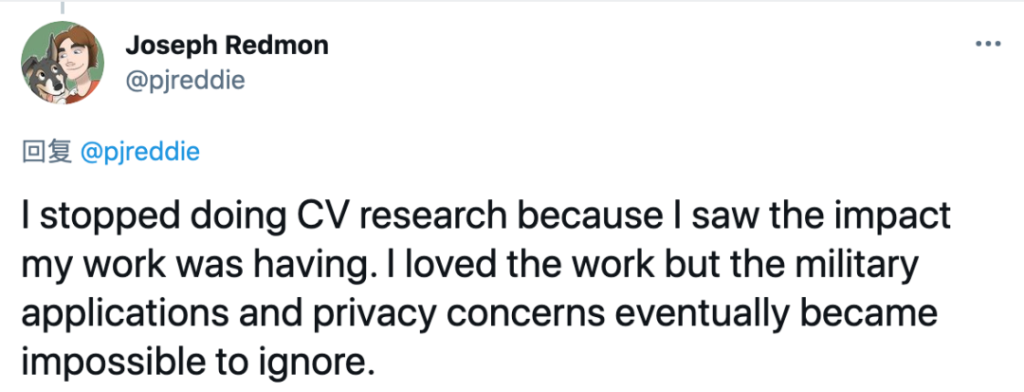 Joseph Redmon
@pjreddie
回复 @pjreddie
I stopped doing CV research because I saw the impact
my work was having. I loved the work but the military
applications and privacy concerns eventually became
impossible to ignore.